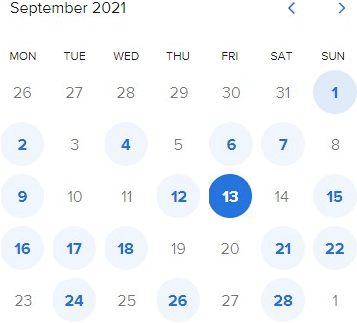 September 2021
MON TUE WED THU FRI SAT SUN
26 27 28 29 30 31 1
2 3 4 5 6 7 8
9 10 11 12 13 14 15
16 17 18 19 20 21 22
23 24 25 26 27 28 1